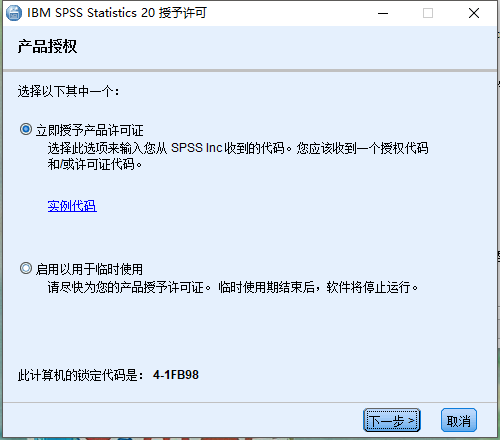 IBM SPSS Statistics 20 授予许可
产品授权
选择以下其中一个：
立即授予产品许可证
选择此选项来输入您从 SPSS Inc收到的代码。您应该收到一个授权代码
和/或许可证代码。
实例代码
启用以用于临时使用
请尽快为您的产品授予许可证。 临时使用期结束后，软件将停止运行。
此计算机的锁定代码是： 4-1FB98
下一步 >
取消